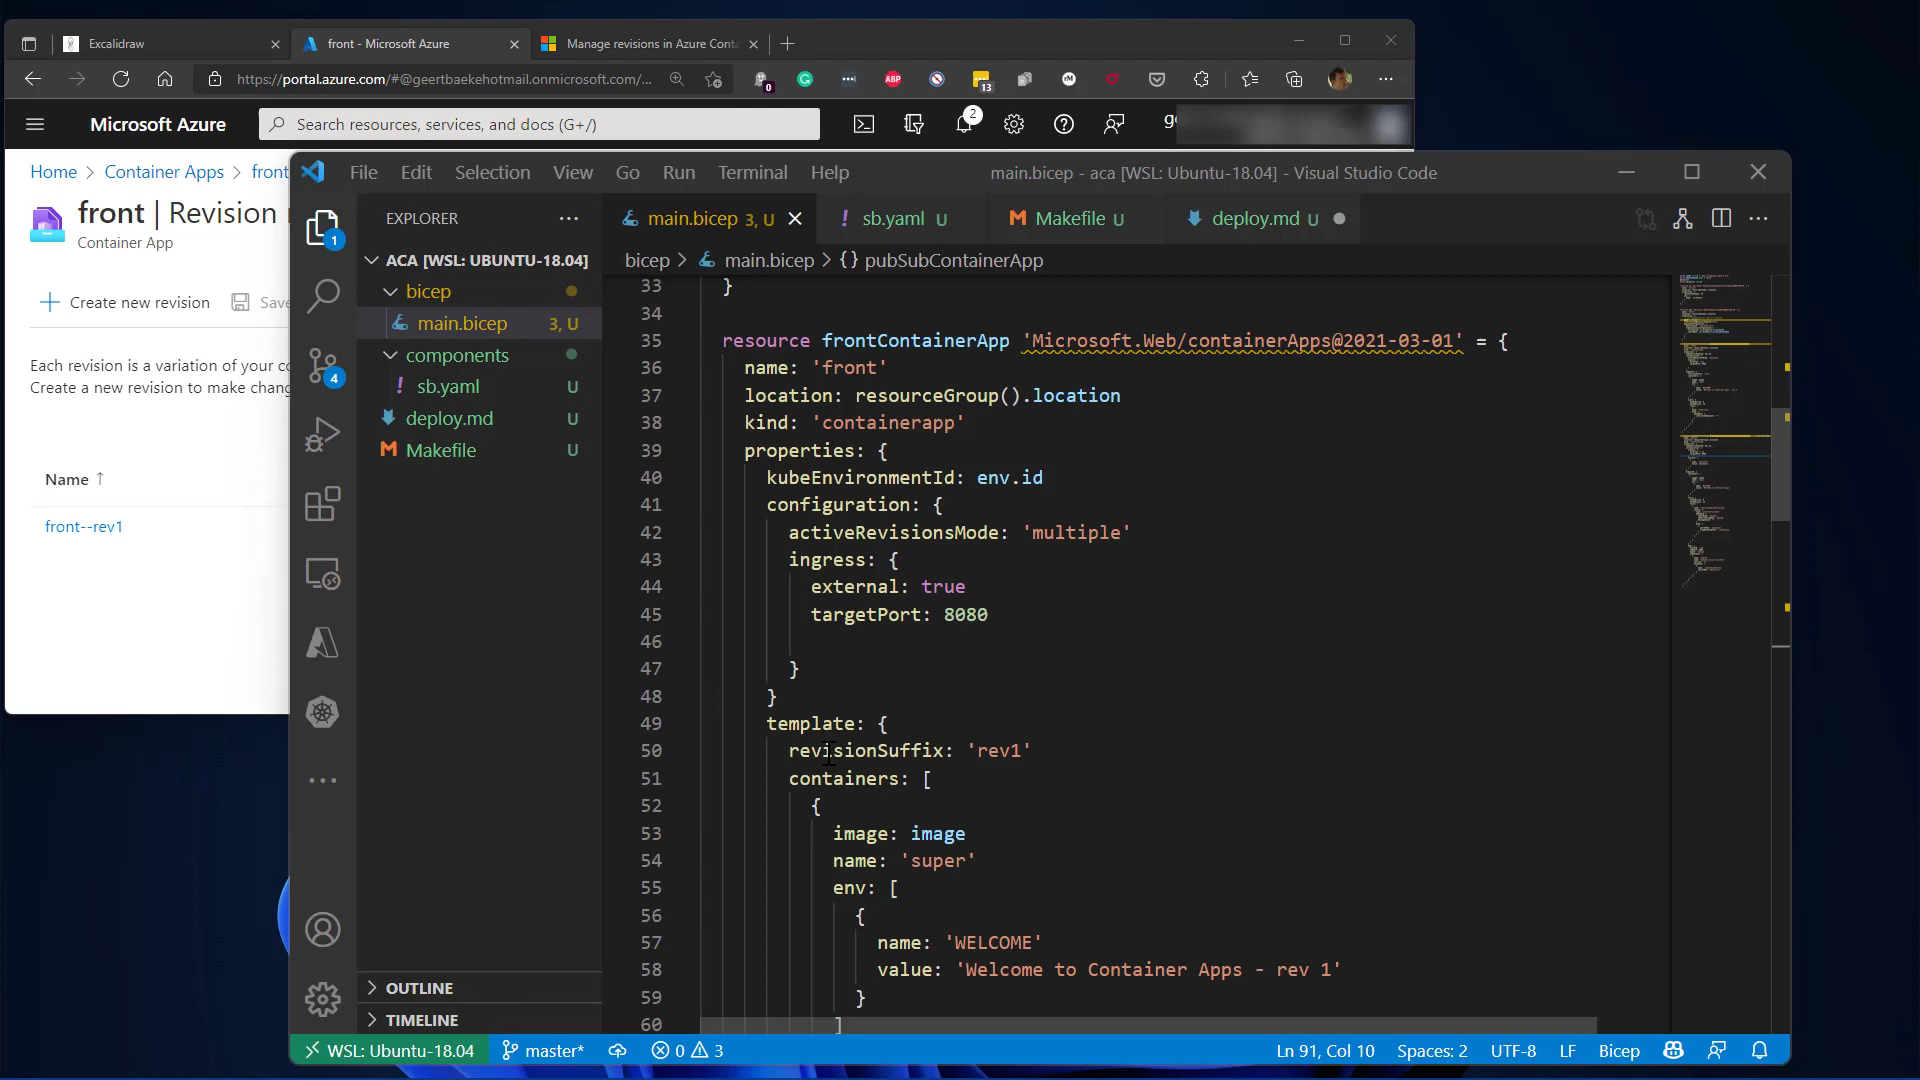 Excalidraw
front - Microsoft Azure
Manage revisions in Azure Conta
https://portal.azure.com/#@geertbaekehotmail.onmicrosoft.com/...
0
ABP
13
Microsoft Azure
Search resources, services, and docs (G+/)
2
Home > Container Apps > front
front | Revision
Container App
Create new revision
Save
Each revision is a variation of your co
Create a new revision to make chang
Name ↑
front--rev1
File Edit Selection View Go Run Terminal Help
main.bicep - aca [WSL: Ubuntu-18.04] - Visual Studio Code
EXPLORER
main.bicep 3, U
! sb.yaml U
M Makefile U
deploy.md U
bicep > main.bicep > {} pubSubContainerApp
1
4
ACA [WSL: UBUNTU-18.04]
bicep
main.bicep 3, U
components
! sb.yaml U
deploy.md U
M Makefile U
OUTLINE
TIMELINE
33 }
34
35 resource frontContainerApp 'Microsoft.Web/containerApps@2021-03-01' = {
36 name: 'front'
37 location: resourceGroup().location
38 kind: 'containerapp'
39 properties: {
40 kubeEnvironmentId: env.id
41 configuration: {
42 activeRevisionsMode: 'multiple'
43 ingress: {
44 external: true
45 targetPort: 8080
46
47 }
48 }
49 template: {
50 revisionSuffix: 'rev1'
51 containers: [
52 {
53 image: image
54 name: 'super'
55 env: [
56 {
57 name: 'WELCOME'
58 value: 'Welcome to Container Apps - rev 1'
59 }
60 ]
WSL: Ubuntu-18.04
master*
0 3
Ln 91, Col 10
Spaces: 2
UTF-8
LF
Bicep